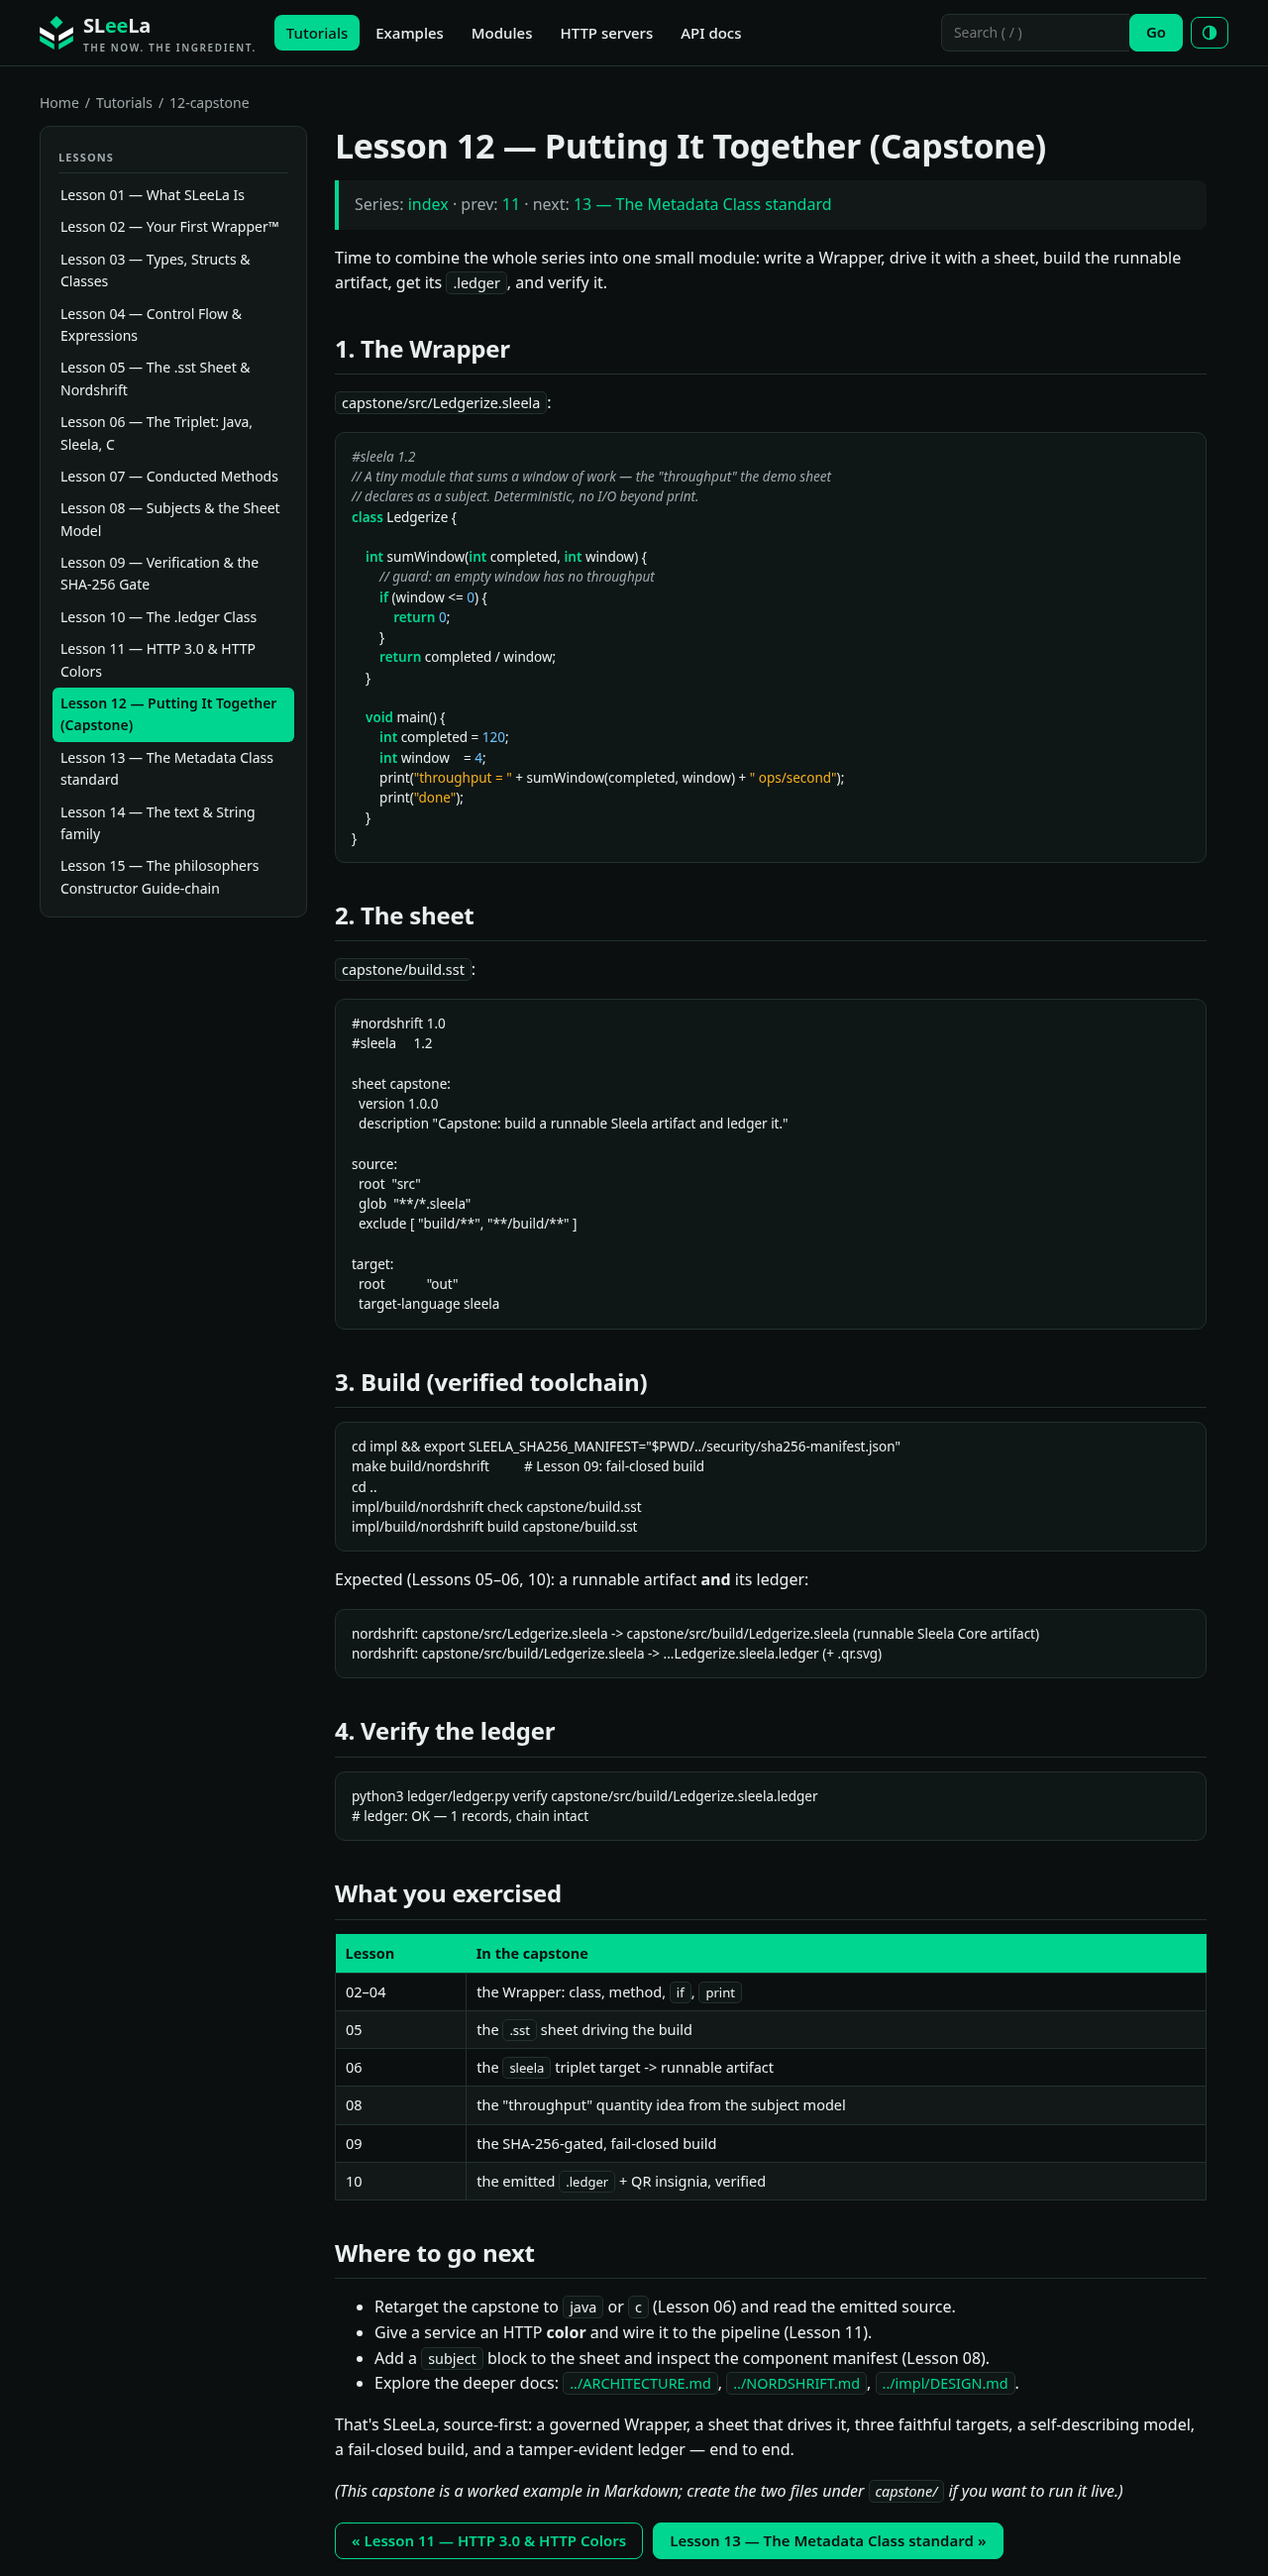 SLeeLa
THE NOW. THE INGREDIENT.
Tutorials
Examples
Modules
HTTP servers
API docs
Search ( / )
Go
Home / Tutorials / 12-capstone
LESSONS
Lesson 01 — What SLeeLa Is
Lesson 02 — Your First Wrapper™
Lesson 03 — Types, Structs &
Classes
Lesson 04 — Control Flow &
Expressions
Lesson 05 — The .sst Sheet &
Nordshrift
Lesson 06 — The Triplet: Java,
Sleela, C
Lesson 07 — Conducted Methods
Lesson 08 — Subjects & the Sheet
Model
Lesson 09 — Verification & the
SHA-256 Gate
Lesson 10 — The .ledger Class
Lesson 11 — HTTP 3.0 & HTTP
Colors
Lesson 12 — Putting It Together
(Capstone)
Lesson 13 — The Metadata Class
standard
Lesson 14 — The text & String
family
Lesson 15 — The philosophers
Constructor Guide-chain
Lesson 12 — Putting It Together (Capstone)
Series: index · prev: 11 · next: 13 — The Metadata Class standard
Time to combine the whole series into one small module: write a Wrapper, drive it with a sheet, build the runnable
artifact, get its .ledger, and verify it.
1. The Wrapper
capstone/src/Ledgerize.sleela:
#sleela 1.2
// A tiny module that sums a window of work — the "throughput" the demo sheet
// declares as a subject. Deterministic, no I/O beyond print.
class Ledgerize {
int sumWindow(int completed, int window) {
// guard: an empty window has no throughput
if (window <= 0) {
return 0;
}
return completed / window;
}
void main() {
int completed = 120;
int window = 4;
print("throughput = " + sumWindow(completed, window) + " ops/second");
print("done");
}
}
2. The sheet
capstone/build.sst:
#nordshrift 1.0
#sleela 1.2
sheet capstone:
version 1.0.0
description "Capstone: build a runnable Sleela artifact and ledger it."
source:
root "src"
glob "**/*.sleela"
exclude [ "build/**", "**/build/**" ]
target:
root "out"
target-language sleela
3. Build (verified toolchain)
cd impl && export SLEELA_SHA256_MANIFEST="$PWD/../security/sha256-manifest.json"
make build/nordshrift # Lesson 09: fail-closed build
cd ..
impl/build/nordshrift check capstone/build.sst
impl/build/nordshrift build capstone/build.sst
Expected (Lessons 05–06, 10): a runnable artifact and its ledger:
nordshrift: capstone/src/Ledgerize.sleela -> capstone/src/build/Ledgerize.sleela (runnable Sleela Core artifact)
nordshrift: capstone/src/build/Ledgerize.sleela -> ...Ledgerize.sleela.ledger (+ .qr.svg)
4. Verify the ledger
python3 ledger/ledger.py verify capstone/src/build/Ledgerize.sleela.ledger
# ledger: OK — 1 records, chain intact
What you exercised
Lesson In the capstone
02–04 the Wrapper: class, method, if, print
05 the .sst sheet driving the build
06 the sleela triplet target -> runnable artifact
08 the "throughput" quantity idea from the subject model
09 the SHA-256-gated, fail-closed build
10 the emitted .ledger + QR insignia, verified
Where to go next
• Retarget the capstone to java or c (Lesson 06) and read the emitted source.
• Give a service an HTTP color and wire it to the pipeline (Lesson 11).
• Add a subject block to the sheet and inspect the component manifest (Lesson 08).
• Explore the deeper docs: ../ARCHITECTURE.md, ../NORDSHRIFT.md, ../impl/DESIGN.md.
That's SLeeLa, source-first: a governed Wrapper, a sheet that drives it, three faithful targets, a self-describing model,
a fail-closed build, and a tamper-evident ledger — end to end.
(This capstone is a worked example in Markdown; create the two files under capstone/ if you want to run it live.)
« Lesson 11 — HTTP 3.0 & HTTP Colors
Lesson 13 — The Metadata Class standard »